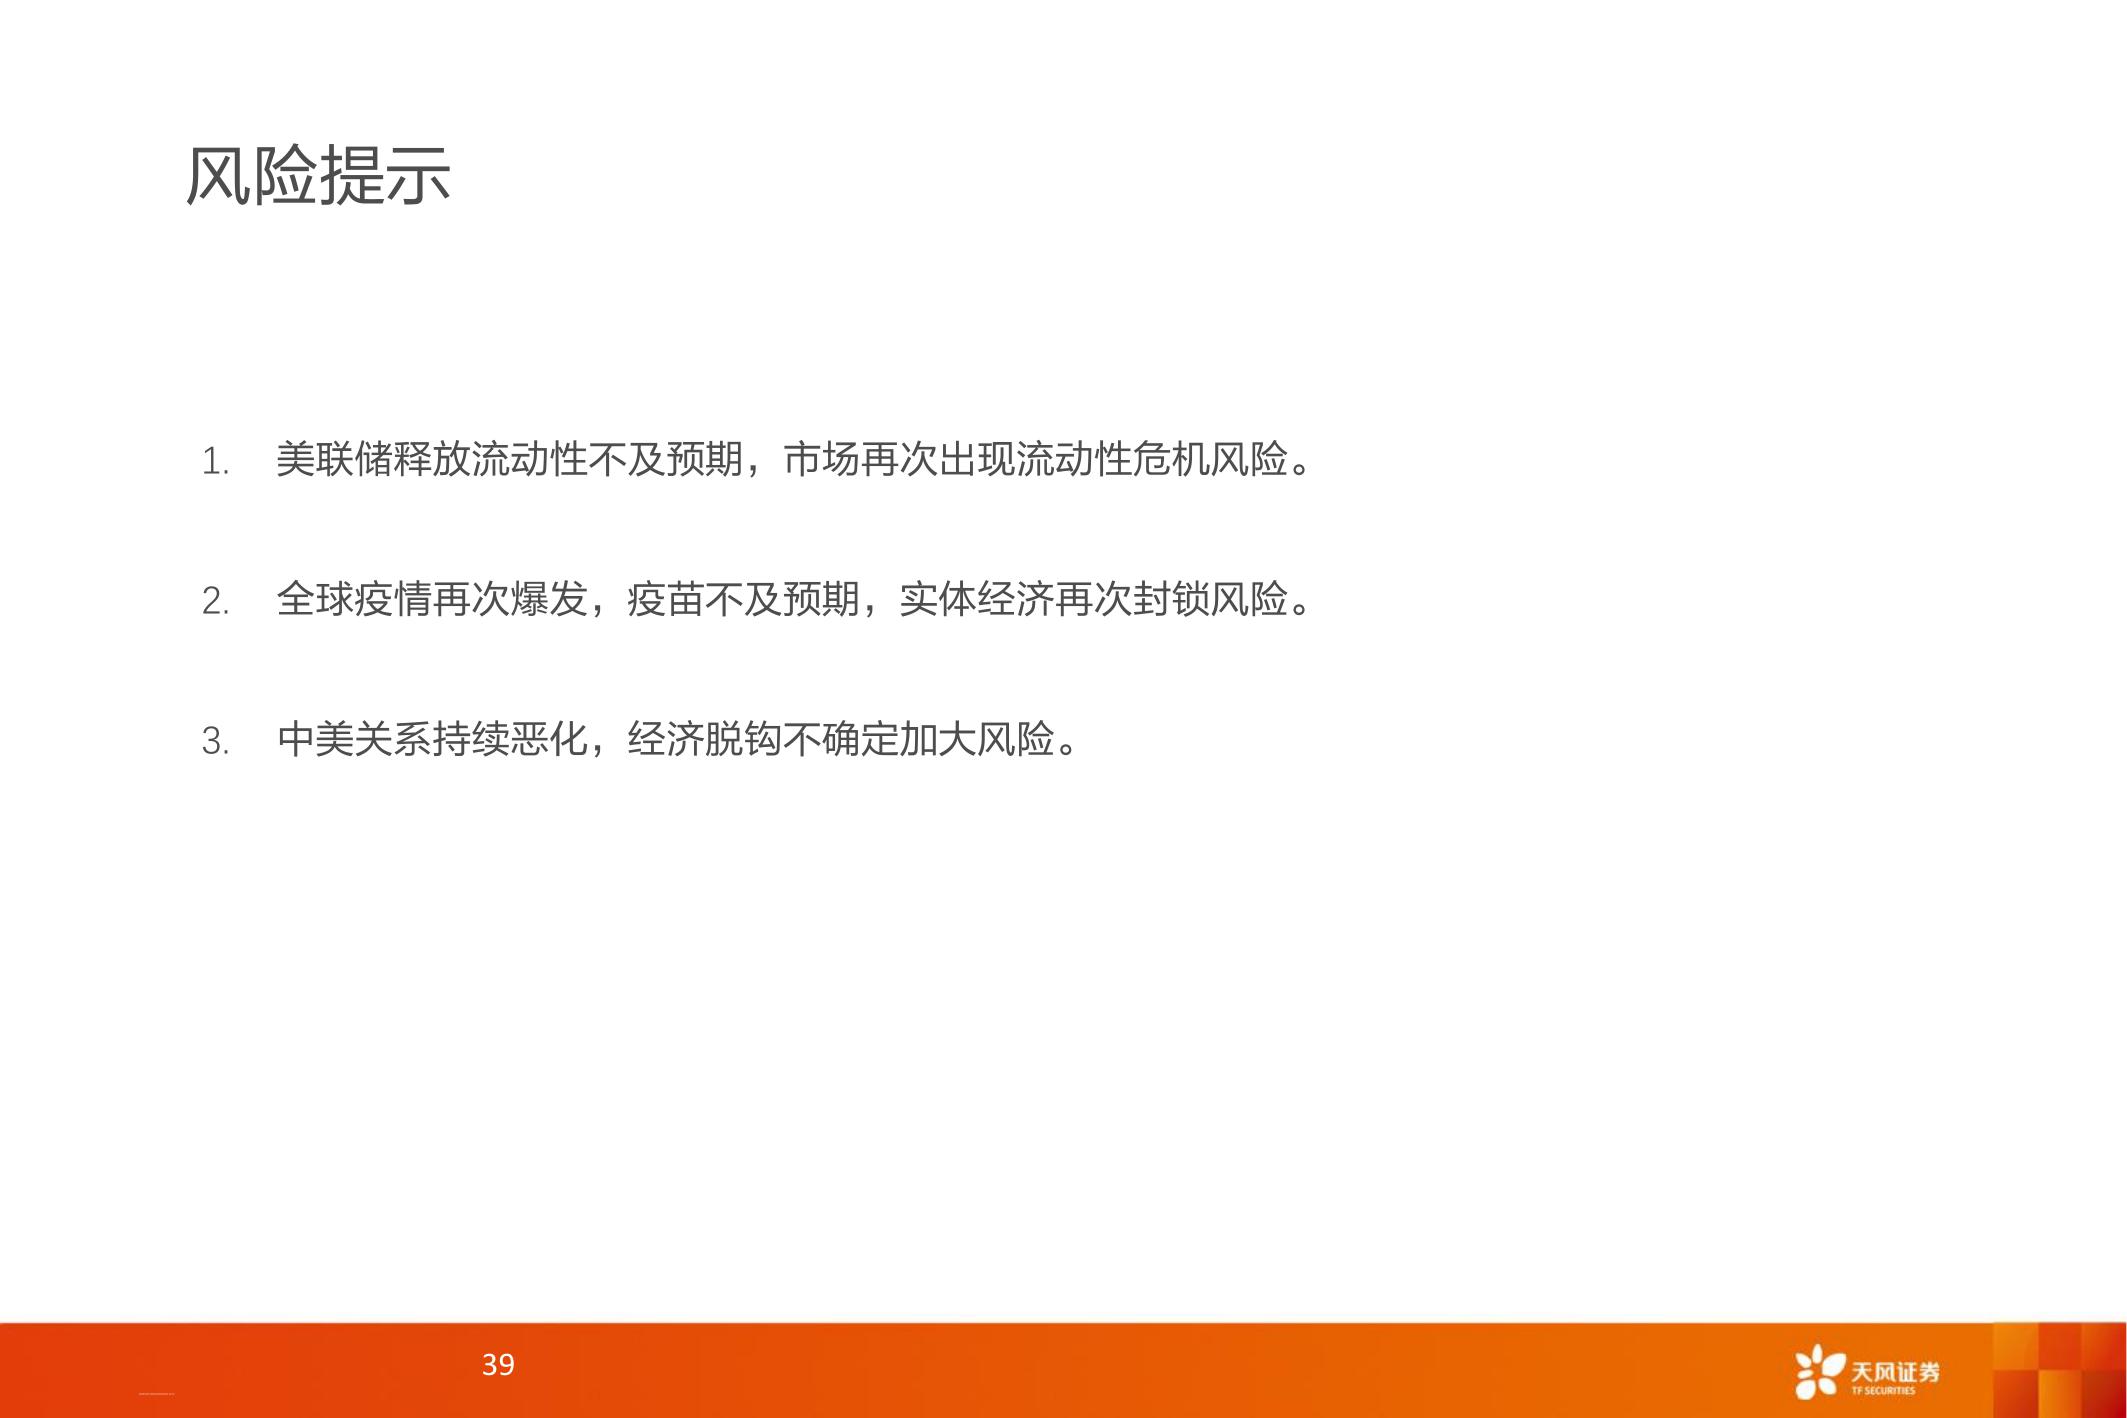 风险提示
1. 美联储释放流动性不及预期，市场再次出现流动性危机风险。
2. 全球疫情再次爆发，疫苗不及预期，实体经济再次封锁风险。
3. 中美关系持续恶化，经济脱钩不确定加大风险。
39
天风证券
TF SECURITIES